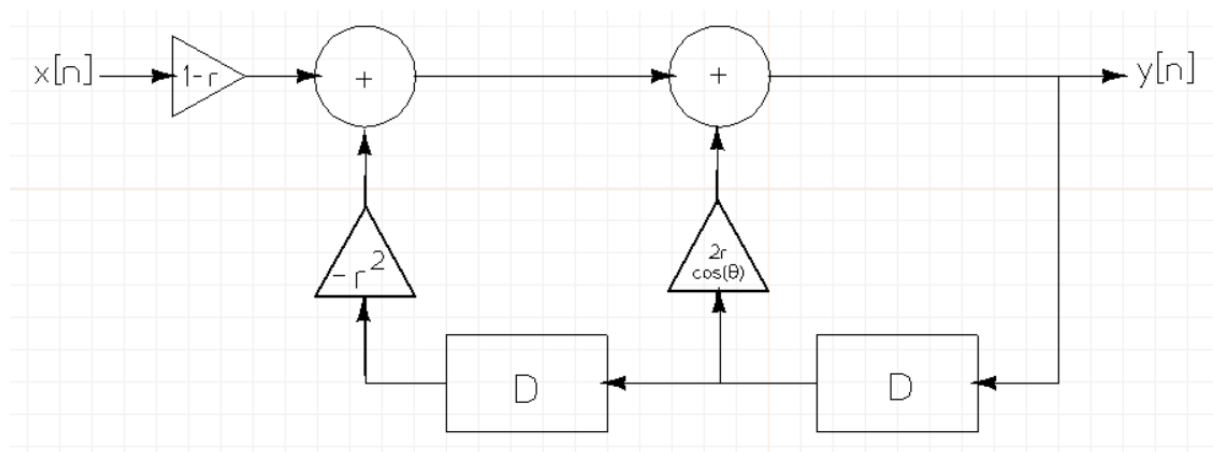 x[n]
1-r
+
+
y[n]
- r²
2r
cos(θ)
D
D